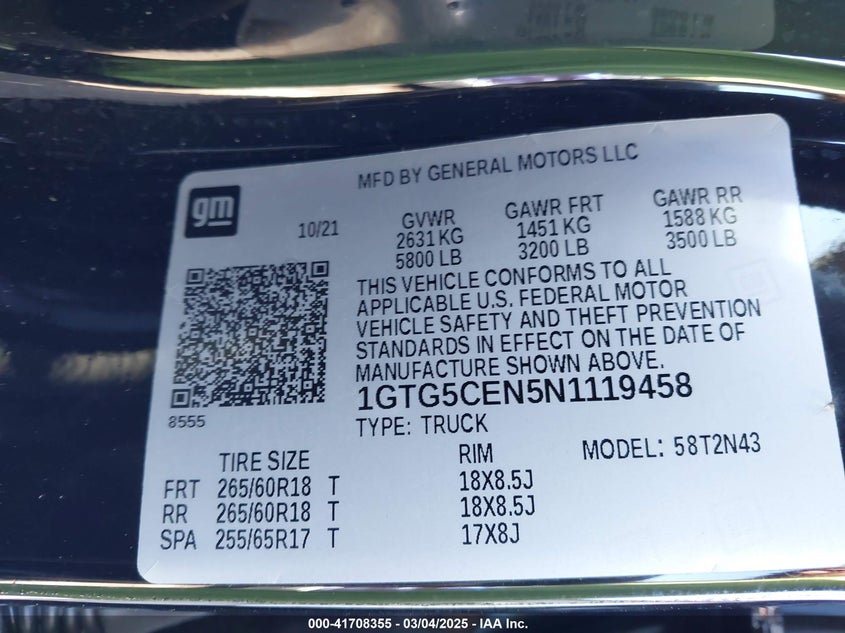 MFD BY GENERAL MOTORS LLC
gm
10/21
GVWR GAWR FRT GAWR RR
2631 KG 1451 KG 1588 KG
5800 LB 3200 LB 3500 LB
THIS VEHICLE CONFORMS TO ALL
APPLICABLE U.S. FEDERAL MOTOR
VEHICLE SAFETY AND THEFT PREVENTION
STANDARDS IN EFFECT ON THE DATE OF
MANUFACTURE SHOWN ABOVE.
1GTG5CEN5N1119458
8555
TYPE: TRUCK
TIRE SIZE RIM MODEL: 58T2N43
FRT 265/60R18 T 18X8.5J
RR 265/60R18 T 18X8.5J
SPA 255/65R17 T 17X8J
000-41708355 - 03/04/2025 - IAA Inc.